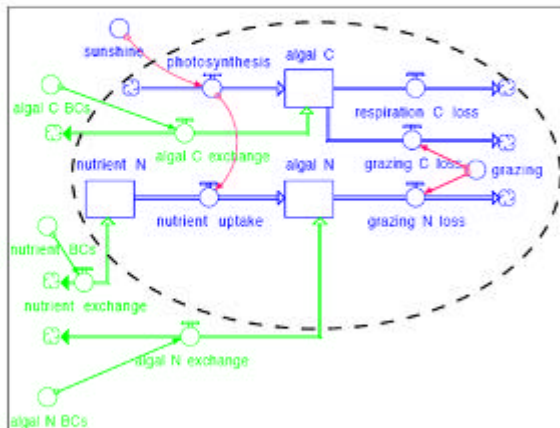 sunshine
photosynthesis
algal C
algal C BCs
respiration C loss
algal C exchange
grazing C loss
grazing
nutrient N
algal N
nutrient uptake
grazing N loss
nutrient BCs
nutrient exchange
algal N exchange
algal N BCs